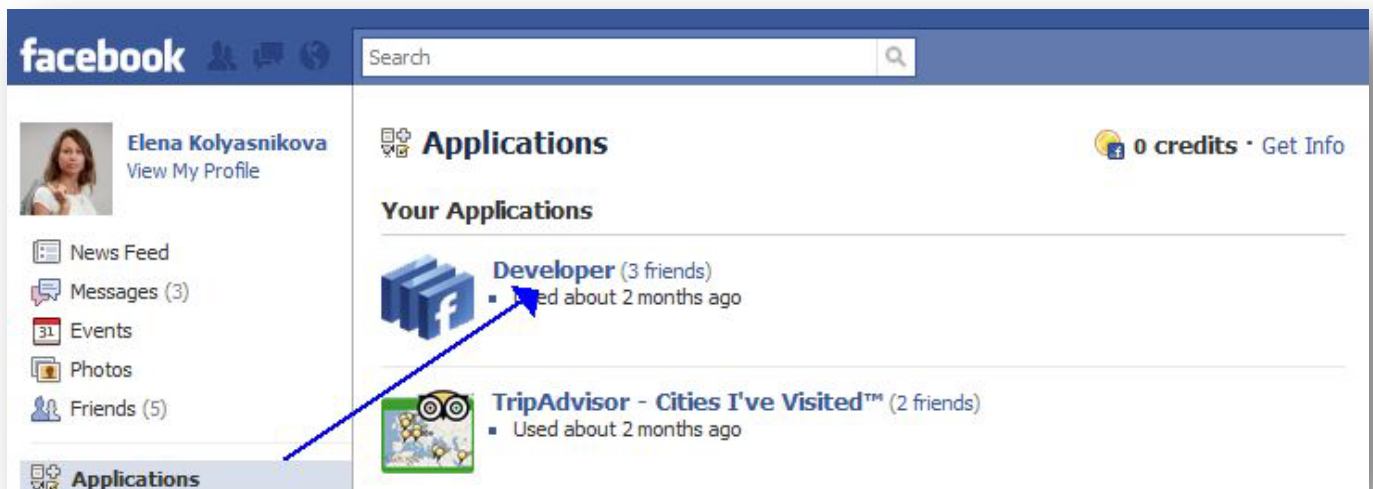 facebook
Search
Elena Kolyasnikova
View My Profile
News Feed
Messages (3)
31 Events
Photos
Friends (5)
Applications
Applications
0 credits · Get Info
Your Applications
Developer (3 friends)
Used about 2 months ago
TripAdvisor - Cities I've Visited™ (2 friends)
Used about 2 months ago